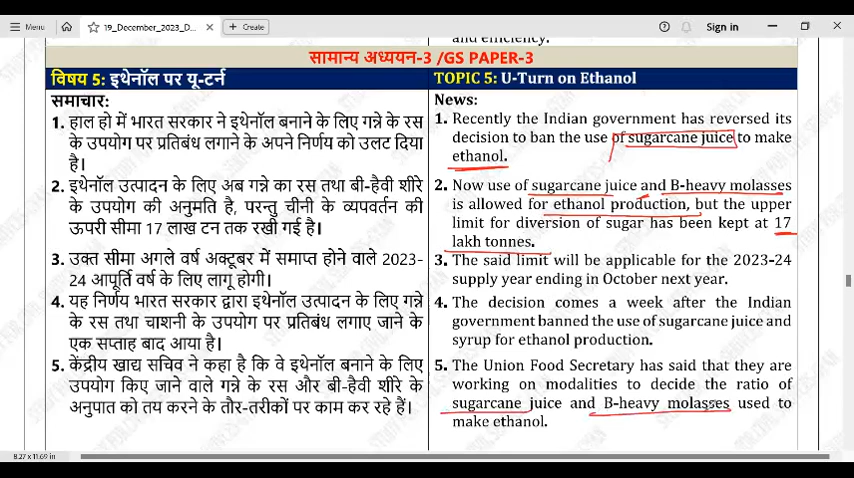 Menu
19_December_2023_D...
Create
Sign in
and efficiency.
सामान्य अध्ययन-3 /GS PAPER-3
विषय 5: इथेनॉल पर यू-टर्न
समाचार:
1. हाल हो में भारत सरकार ने इथेनॉल बनाने के लिए गन्ने के रस
के उपयोग पर प्रतिबंध लगाने के अपने निर्णय को उलट दिया
है।
2. इथेनॉल उत्पादन के लिए अब गन्ने का रस तथा बी-हैवी शीरे
के उपयोग की अनुमति है, परन्तु चीनी के व्यपवर्तन की
ऊपरी सीमा 17 लाख टन तक रखी गई है।
3. उक्त सीमा अगले वर्ष अक्टूबर में समाप्त होने वाले 2023-
24 आपूर्ति वर्ष के लिए लागू होगी।
4. यह निर्णय भारत सरकार द्वारा इथेनॉल उत्पादन के लिए गन्ने
के रस तथा चाशनी के उपयोग पर प्रतिबंध लगाए जाने के
एक सप्ताह बाद आया है।
5. केंद्रीय खाद्य सचिव ने कहा है कि वे इथेनॉल बनाने के लिए
उपयोग किए जाने वाले गन्ने के रस और बी-हैवी शीरे के
अनुपात को तय करने के तौर-तरीकों पर काम कर रहे हैं।
TOPIC 5: U-Turn on Ethanol
News:
1. Recently the Indian government has reversed its
decision to ban the use of sugarcane juice to make
ethanol.
2. Now use of sugarcane juice and B-heavy molasses
is allowed for ethanol production, but the upper
limit for diversion of sugar has been kept at 17
lakh tonnes.
3. The said limit will be applicable for the 2023-24
supply year ending in October next year.
4. The decision comes a week after the Indian
government banned the use of sugarcane juice and
syrup for ethanol production.
5. The Union Food Secretary has said that they are
working on modalities to decide the ratio of
sugarcane juice and B-heavy molasses used to
make ethanol.
8.27 x 11.69 in